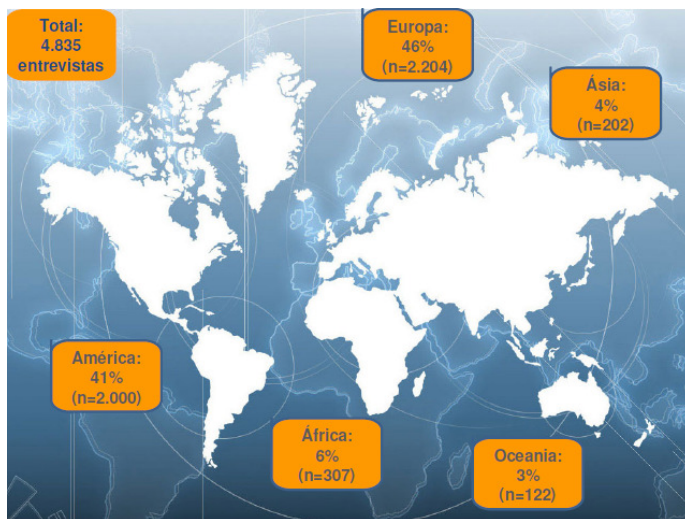 Total:
4.835
entrevistas
Europa:
46%
(n=2.204)
Ásia:
4%
(n=202)
América:
41%
(n=2.000)
África:
6%
(n=307)
Oceania:
3%
(n=122)